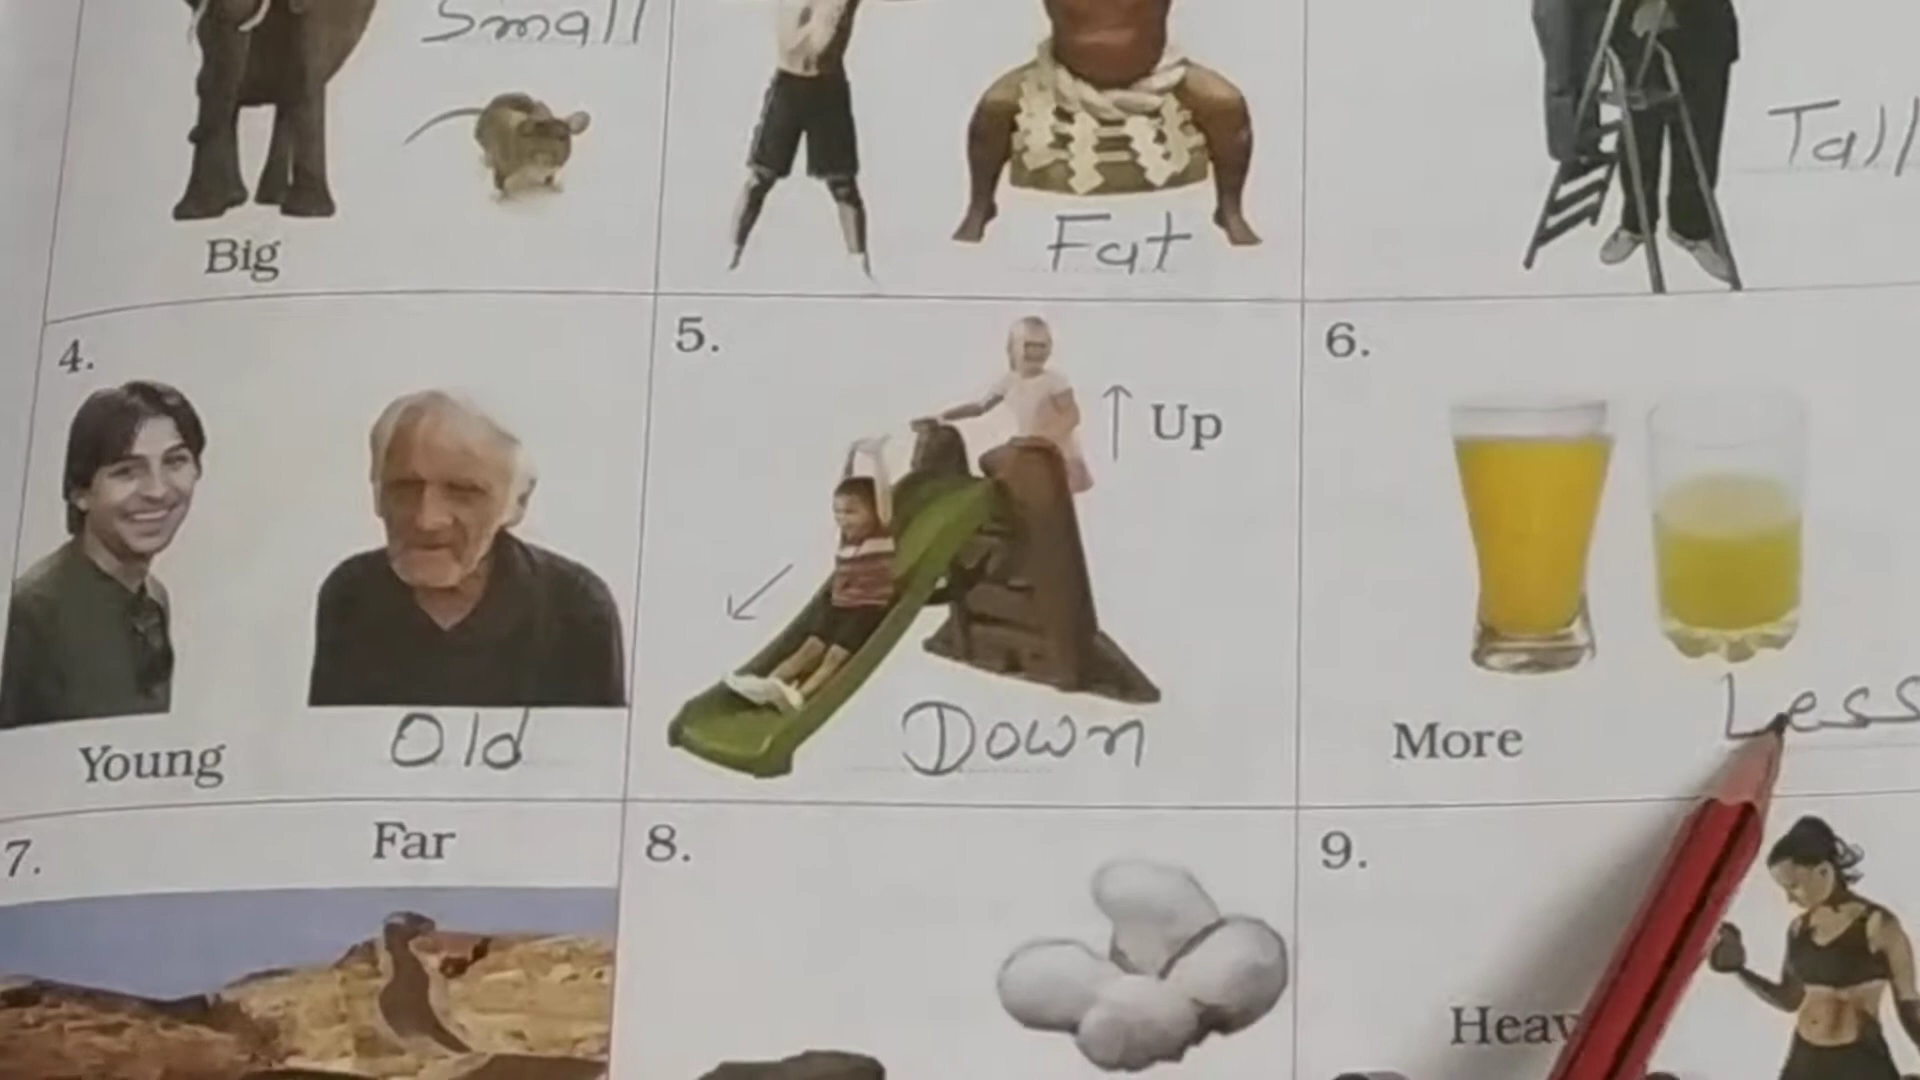 Small
Big
Fat
Tall
4.
Young
Old
5.
Up
Down
6.
More
Less
7.
Far
8.
9.